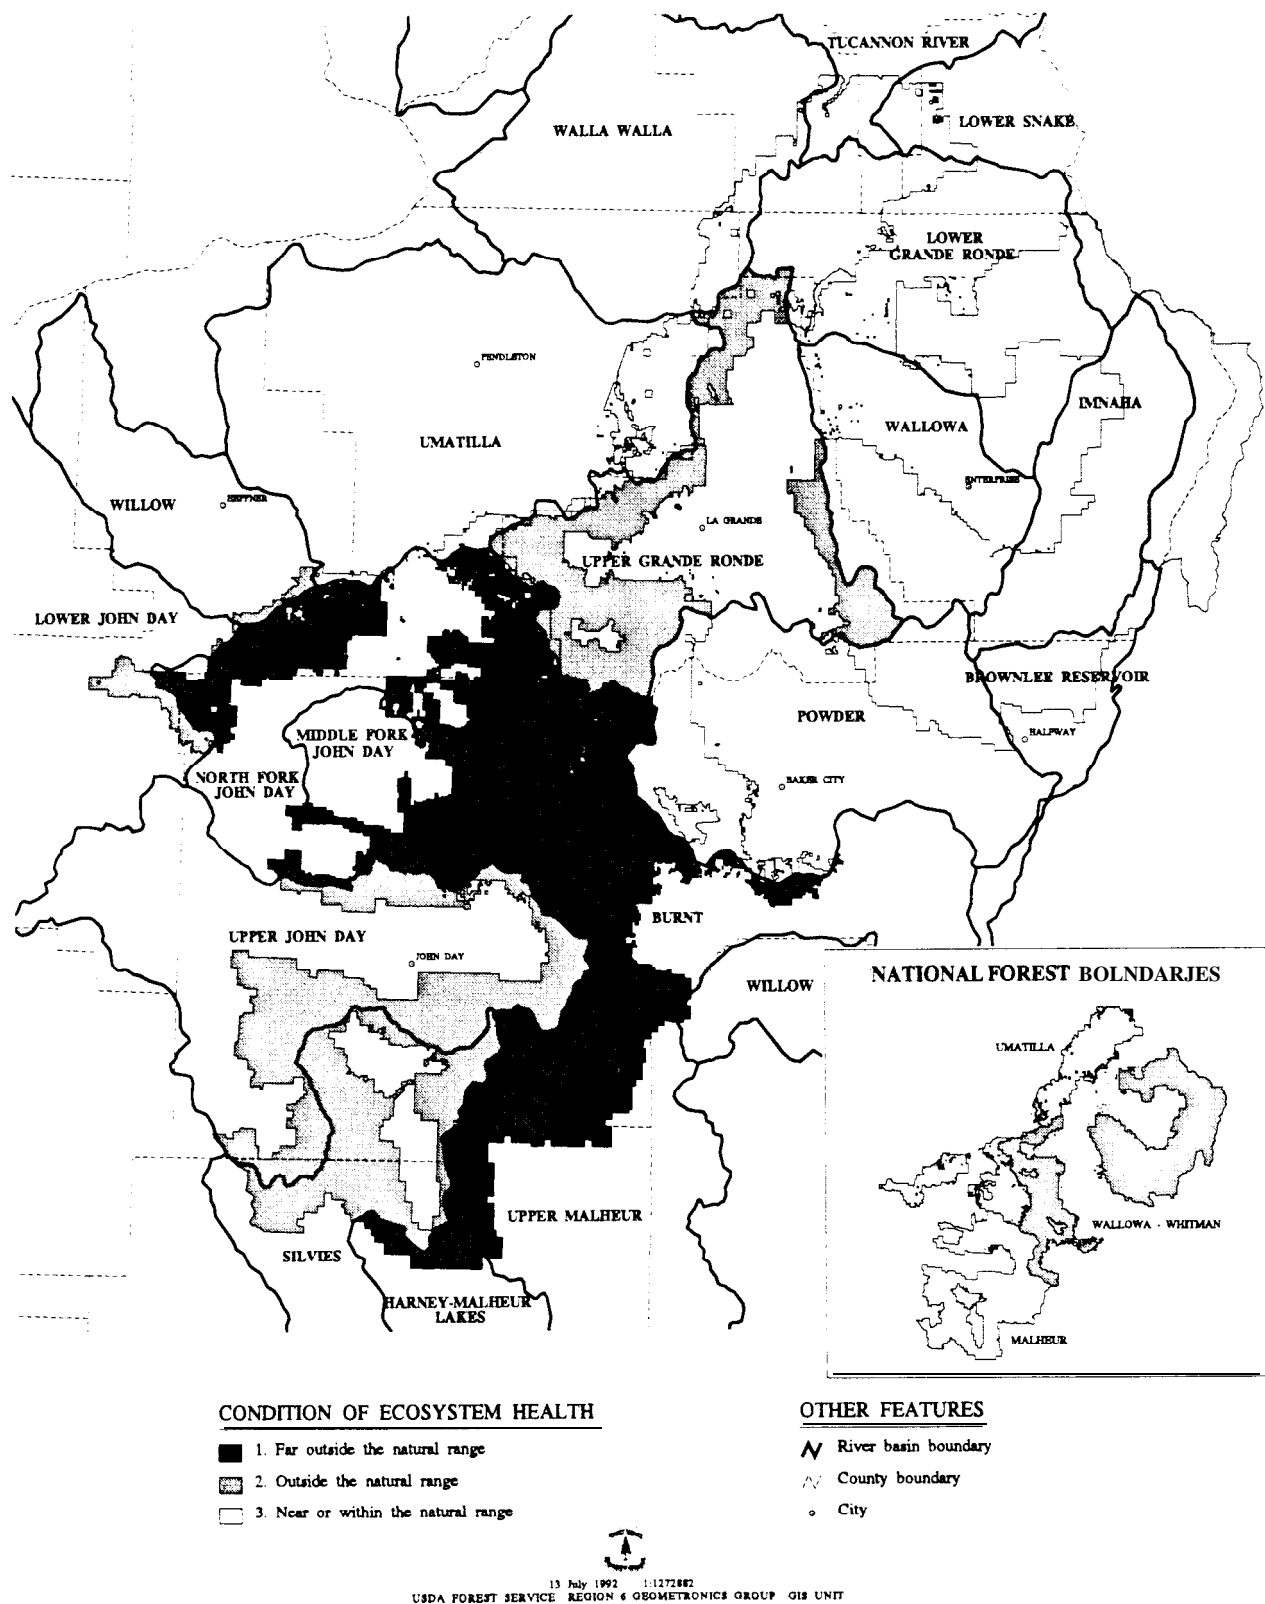 TUCANNON RIVER
LOWER SNAKE
WALLA WALLA
LOWER
GRANDE RONDE
PENDLETON
IMNAHA
WALLOWA
UMATILLA
ENTERPRISE
HEPPNER
WILLOW
LA GRANDE
UPPER GRANDE RONDE
LOWER JOHN DAY
BROWNLEE RESERVOIR
POWDER
HALFWAY
MIDDLE FORK
JOHN DAY
NORTH FORK
JOHN DAY
BAKER CITY
BURNT
UPPER JOHN DAY
JOHN DAY
WILLOW
NATIONAL FOREST BOLNDARJES
UMATILLA
WALLOWA - WHITMAN
MALHEUR
UPPER MALHEUR
SILVIES
HARNEY-MALHEUR
LAKES
CONDITION OF ECOSYSTEM HEALTH
1. Far outside the natural range
2. Outside the natural range
3. Near or within the natural range
OTHER FEATURES
River basin boundary
County boundary
City
13 July 1992 1:1272882
USDA FOREST SERVICE REGION 6 GEOMETRONICS GROUP GIS UNIT